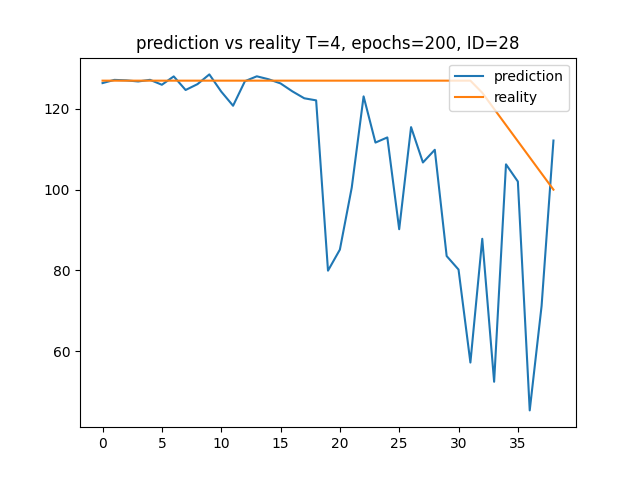 prediction vs reality T=4, epochs=200, ID=28
prediction
reality
120
100
80
60
0 5 10 15 20 25 30 35